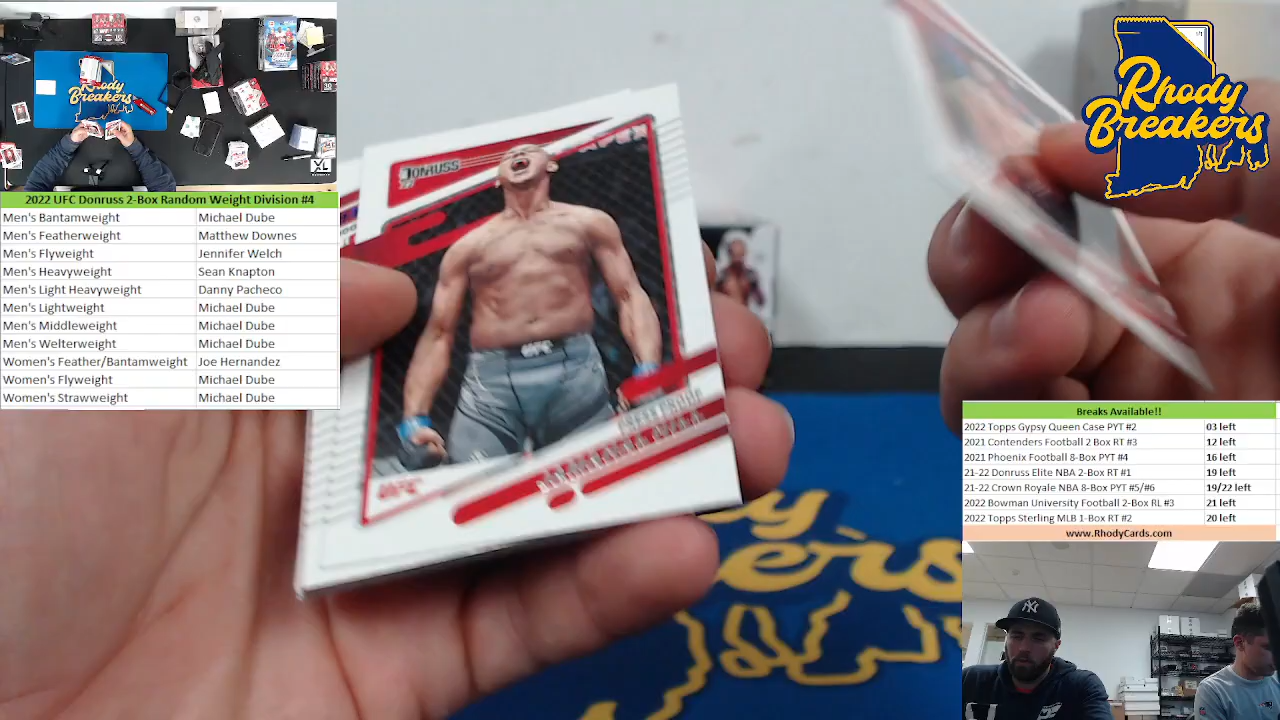 2022 UFC Donruss 2-Box Random Weight Division #4
Men's Bantamweight Michael Dube
Men's Featherweight Matthew Downes
Men's Flyweight Jennifer Welch
Men's Heavyweight Sean Knapton
Men's Light Heavyweight Danny Pacheco
Men's Lightweight Michael Dube
Men's Middleweight Michael Dube
Men's Welterweight Michael Dube
Women's Feather/Bantamweight Joe Hernandez
Women's Flyweight Michael Dube
Women's Strawweight Michael Dube
Rhody
Breakers
DONRUSS
UFC
UFC
Rhody
Breakers
Breaks Available!!
2022 Topps Gypsy Queen Case PYT #2 03 left
2021 Contenders Football 2 Box RT #3 12 left
2021 Phoenix Football 8-Box PYT #4 16 left
21-22 Donruss Elite NBA 2-Box RT #1 19 left
21-22 Crown Royale NBA 8-Box PYT #5/#6 19/22 left
2022 Bowman University Football 2-Box RL #3 21 left
2022 Topps Sterling MLB 1-Box RT #2 20 left
www.RhodyCards.com